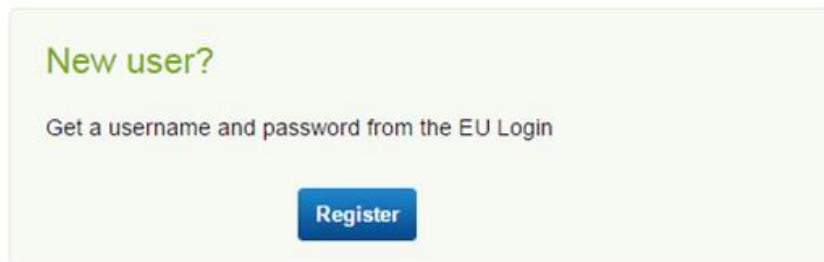 New user?
Get a username and password from the EU Login
Register